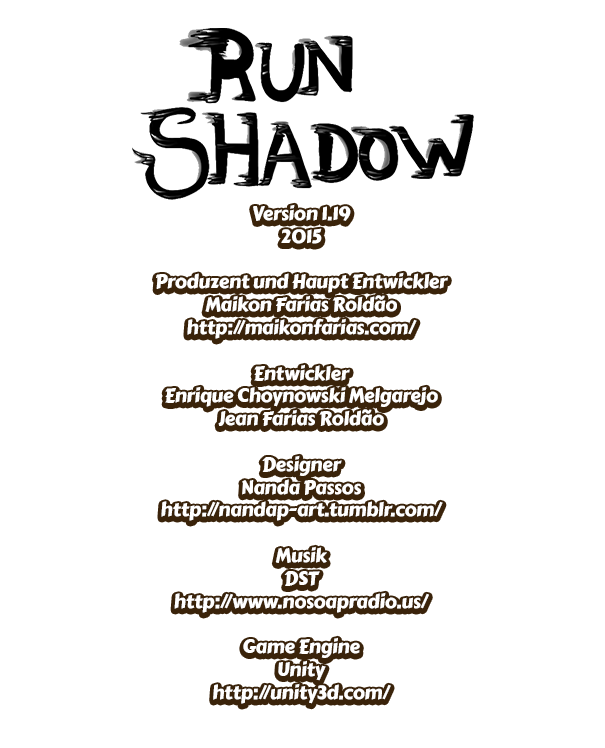 RUN
SHADOW
Version 1.19
2015
Produzent und Haupt Entwickler
Maikon Farias Roldão
http://maikonfarias.com/
Entwickler
Enrique Choynowski Melgarejo
Jean Farias Roldão
Designer
Nanda Passos
http://nandap-art.tumblr.com/
Musik
DST
http://www.nosoapradio.us/
Game Engine
Unity
http://unity3d.com/